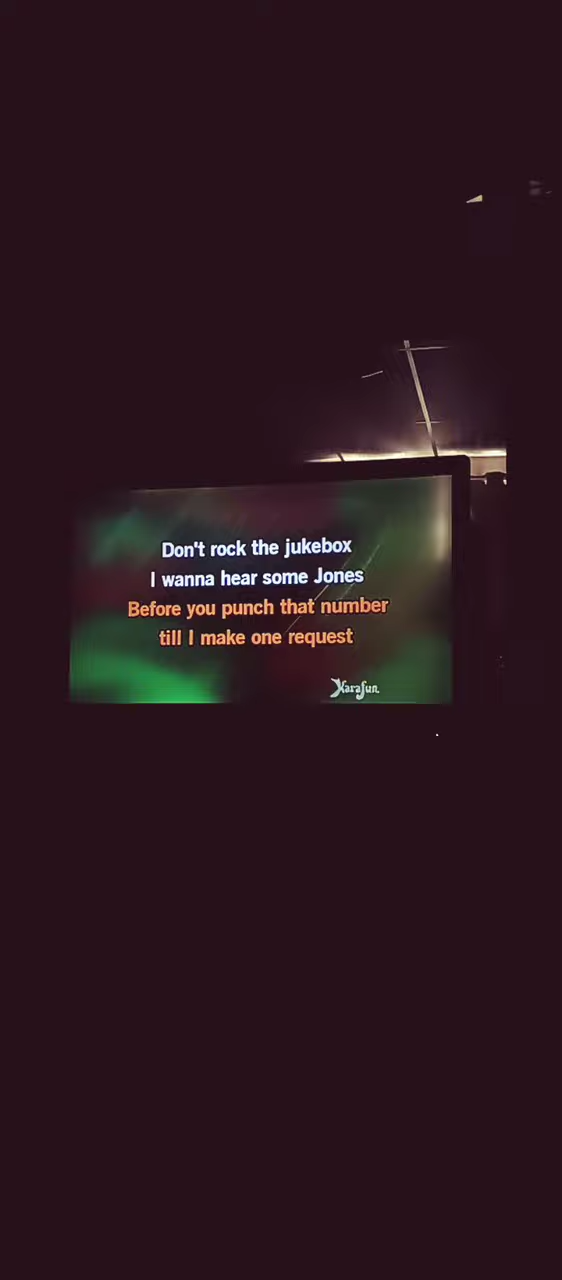 Don't rock the jukebox
I wanna hear some Jones
Before you punch that number
till I make one request
KaraFun.